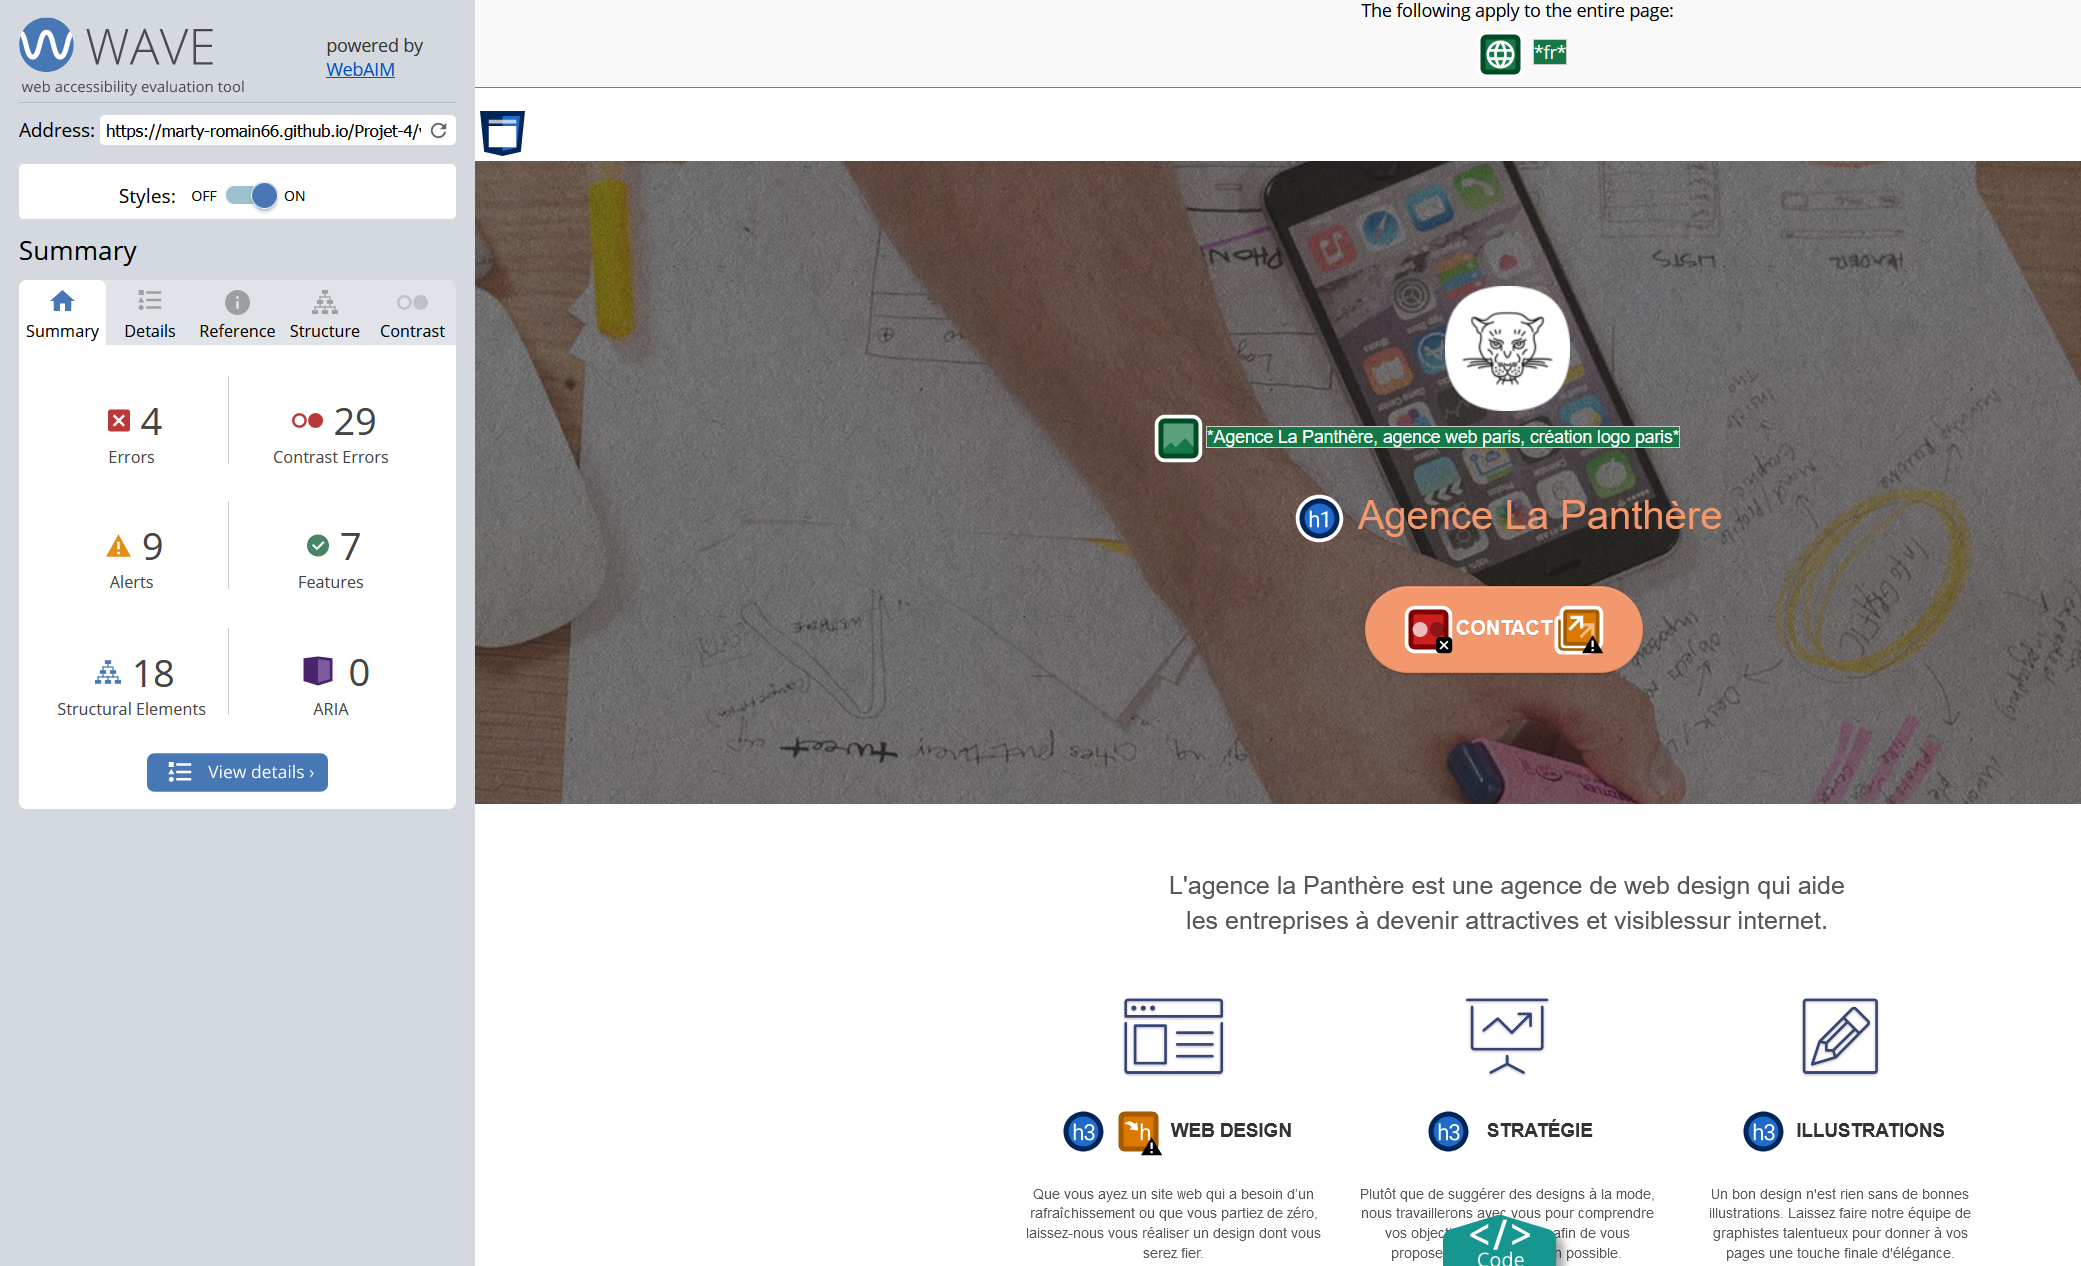 WAVE
powered by
WebAIM
web accessibility evaluation tool
Address: https://marty-romain66.github.io/Projet-4/
Styles: OFF ON
Summary
Summary Details Reference Structure Contrast
4
Errors
29
Contrast Errors
9
Alerts
7
Features
18
Structural Elements
0
ARIA
View details ›
The following apply to the entire page:
*fr*
*Agence La Panthère, agence web paris, création logo paris*
h1 Agence La Panthère
CONTACT
L'agence la Panthère est une agence de web design qui aide
les entreprises à devenir attractives et visiblessur internet.
h3 h WEB DESIGN
Que vous ayez un site web qui a besoin d'un
rafraîchissement ou que vous partiez de zéro,
laissez-nous vous réaliser un design dont vous
serez fier.
h3 STRATÉGIE
Plutôt que de suggérer des designs à la mode,
nous travaillerons avec vous pour comprendre
vos object afin de vous
propose possible.
h3 ILLUSTRATIONS
Un bon design n'est rien sans de bonnes
illustrations. Laissez faire notre équipe de
graphistes talentueux pour donner à vos
pages une touche finale d'élégance.
</>
Code